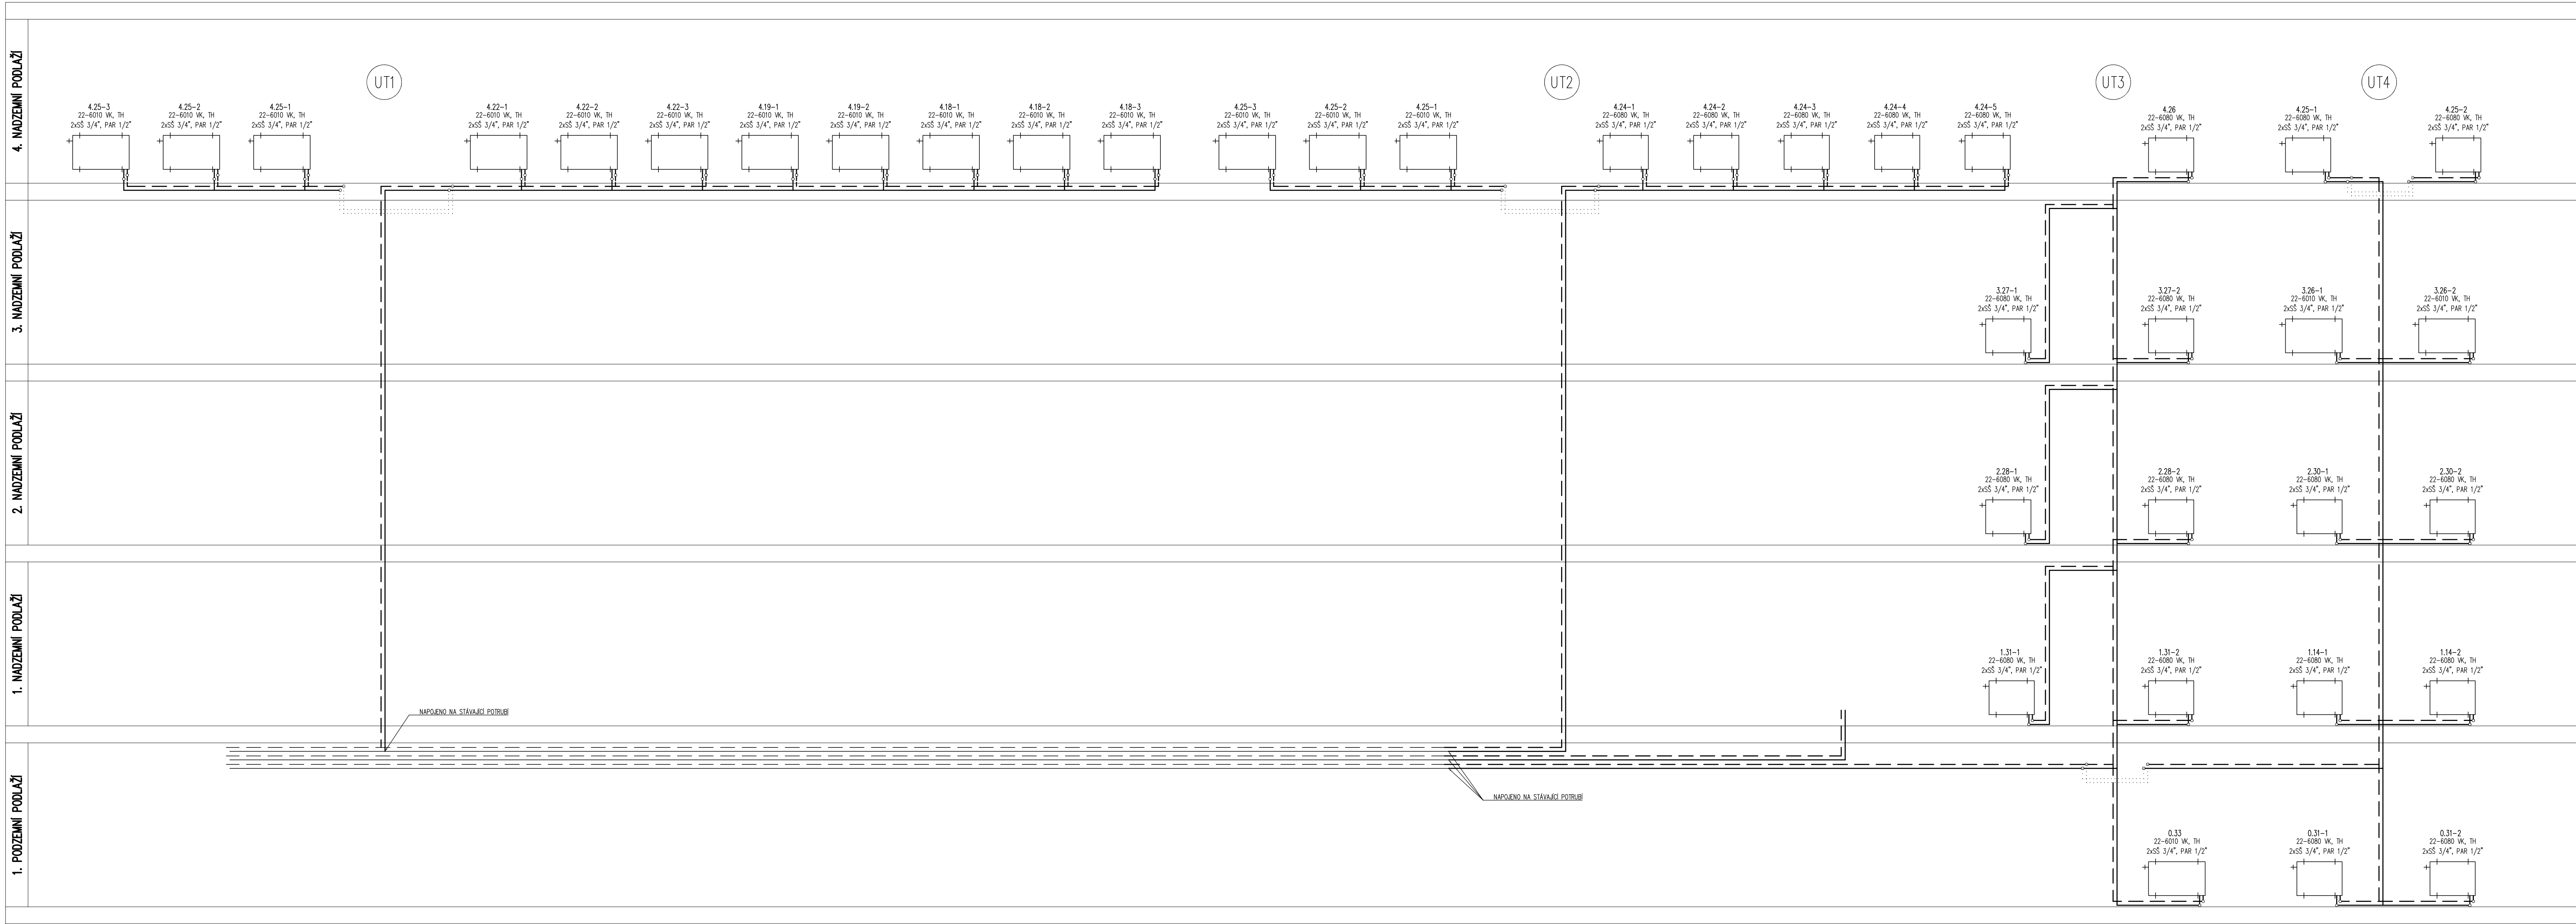 4. NADZEMNÍ PODLAŽÍ
UT1
UT2
UT3
UT4
4.25-3
22-6010 VK, TH
2xSŠ 3/4", PAR 1/2"
4.25-2
22-6010 VK, TH
2xSŠ 3/4", PAR 1/2"
4.25-1
22-6010 VK, TH
2xSŠ 3/4", PAR 1/2"
4.22-1
22-6010 VK, TH
2xSŠ 3/4", PAR 1/2"
4.22-2
22-6010 VK, TH
2xSŠ 3/4", PAR 1/2"
4.22-3
22-6010 VK, TH
2xSŠ 3/4", PAR 1/2"
4.19-1
22-6010 VK, TH
2xSŠ 3/4", PAR 1/2"
4.19-2
22-6010 VK, TH
2xSŠ 3/4", PAR 1/2"
4.18-1
22-6010 VK, TH
2xSŠ 3/4", PAR 1/2"
4.18-2
22-6010 VK, TH
2xSŠ 3/4", PAR 1/2"
4.18-3
22-6010 VK, TH
2xSŠ 3/4", PAR 1/2"
4.25-3
22-6010 VK, TH
2xSŠ 3/4", PAR 1/2"
4.25-2
22-6010 VK, TH
2xSŠ 3/4", PAR 1/2"
4.25-1
22-6010 VK, TH
2xSŠ 3/4", PAR 1/2"
4.24-1
22-6080 VK, TH
2xSŠ 3/4", PAR 1/2"
4.24-2
22-6080 VK, TH
2xSŠ 3/4", PAR 1/2"
4.24-3
22-6080 VK, TH
2xSŠ 3/4", PAR 1/2"
4.24-4
22-6080 VK, TH
2xSŠ 3/4", PAR 1/2"
4.24-5
22-6080 VK, TH
2xSŠ 3/4", PAR 1/2"
4.26
22-6080 VK, TH
2xSŠ 3/4", PAR 1/2"
4.25-1
22-6080 VK, TH
2xSŠ 3/4", PAR 1/2"
4.25-2
22-6080 VK, TH
2xSŠ 3/4", PAR 1/2"
3. NADZEMNÍ PODLAŽÍ
3.27-1
22-6080 VK, TH
2xSŠ 3/4", PAR 1/2"
3.27-2
22-6080 VK, TH
2xSŠ 3/4", PAR 1/2"
3.26-1
22-6010 VK, TH
2xSŠ 3/4", PAR 1/2"
3.26-2
22-6010 VK, TH
2xSŠ 3/4", PAR 1/2"
2. NADZEMNÍ PODLAŽÍ
2.28-1
22-6080 VK, TH
2xSŠ 3/4", PAR 1/2"
2.28-2
22-6080 VK, TH
2xSŠ 3/4", PAR 1/2"
2.30-1
22-6080 VK, TH
2xSŠ 3/4", PAR 1/2"
2.30-2
22-6080 VK, TH
2xSŠ 3/4", PAR 1/2"
1. NADZEMNÍ PODLAŽÍ
1.31-1
22-6080 VK, TH
2xSŠ 3/4", PAR 1/2"
1.31-2
22-6080 VK, TH
2xSŠ 3/4", PAR 1/2"
1.14-1
22-6080 VK, TH
2xSŠ 3/4", PAR 1/2"
1.14-2
22-6080 VK, TH
2xSŠ 3/4", PAR 1/2"
NAPOJENO NA STÁVAJÍCÍ POTRUBÍ
1. PODZEMNÍ PODLAŽÍ
NAPOJENO NA STÁVAJÍCÍ POTRUBÍ
0.33
22-6010 VK, TH
2xSŠ 3/4", PAR 1/2"
0.31-1
22-6080 VK, TH
2xSŠ 3/4", PAR 1/2"
0.31-2
22-6080 VK, TH
2xSŠ 3/4", PAR 1/2"